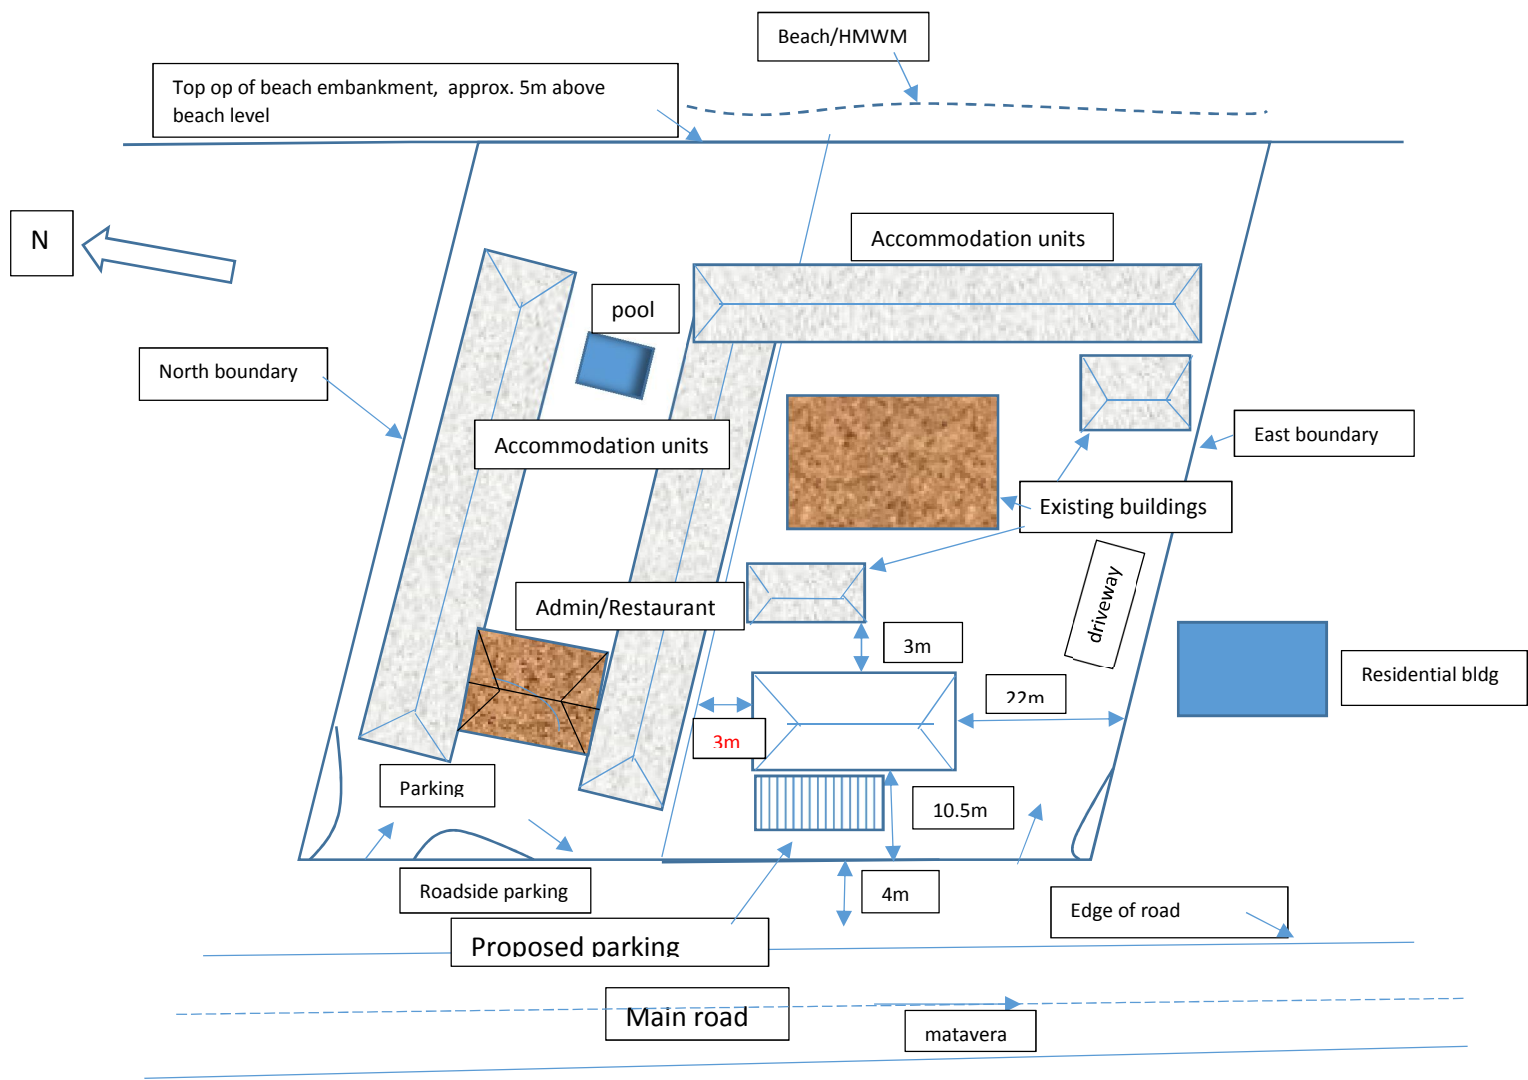 Beach/HMWM
Top op of beach embankment, approx. 5m above
beach level
N
Accommodation units
pool
North boundary
Accommodation units
East boundary
Existing buildings
driveway
Admin/Restaurant
3m
Residential bldg
22m
3m
Parking
10.5m
Roadside parking
4m
Edge of road
Proposed parking
Main road
matavera